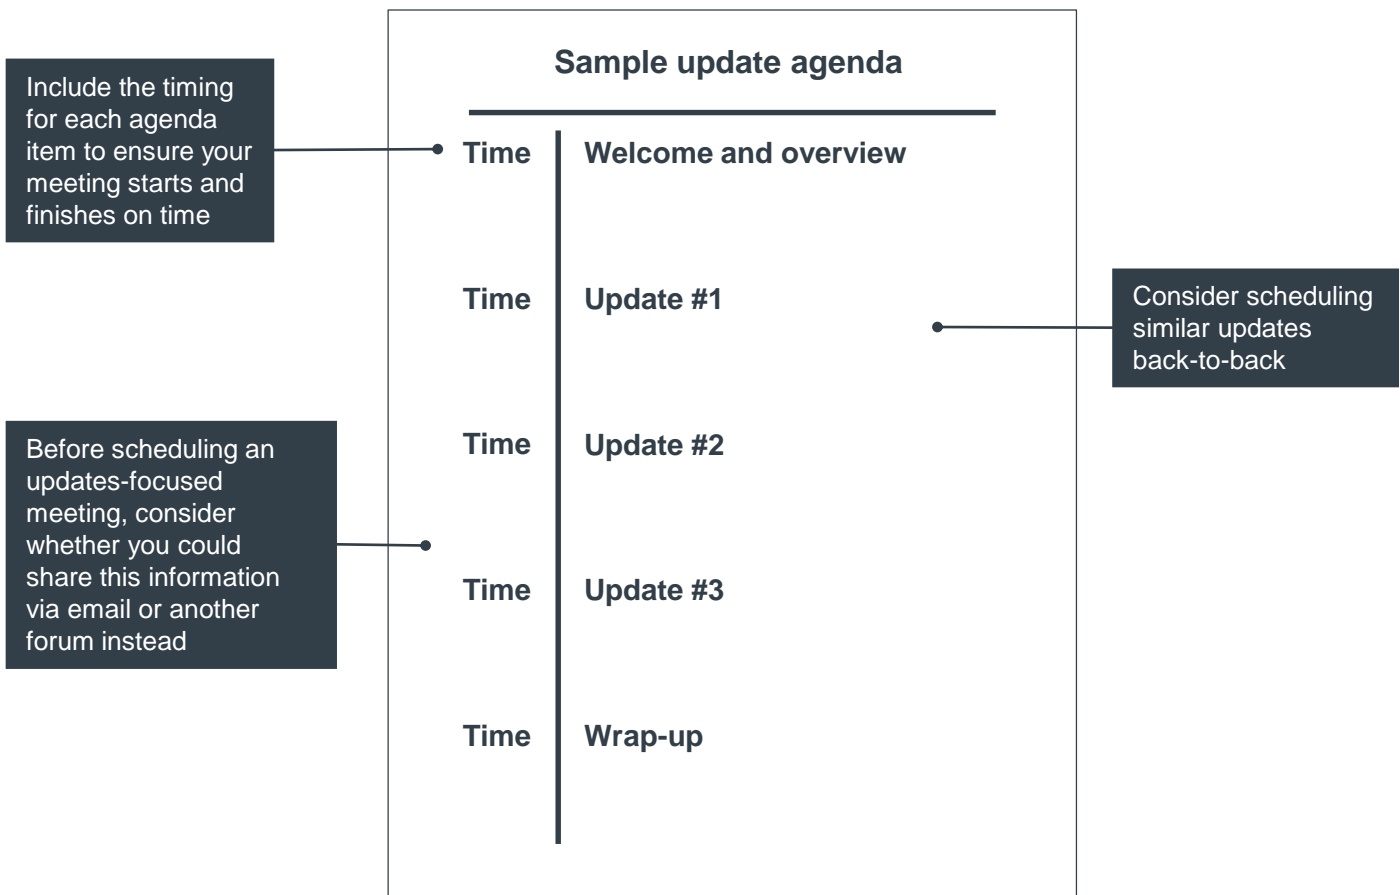 Sample update agenda
Include the timing
for each agenda
item to ensure your
meeting starts and
finishes on time
Time
Welcome and overview
Time
Update #1
Consider scheduling
similar updates
back-to-back
Before scheduling an
updates-focused
meeting, consider
whether you could
share this information
via email or another
forum instead
Time
Update #2
Time
Update #3
Time
Wrap-up